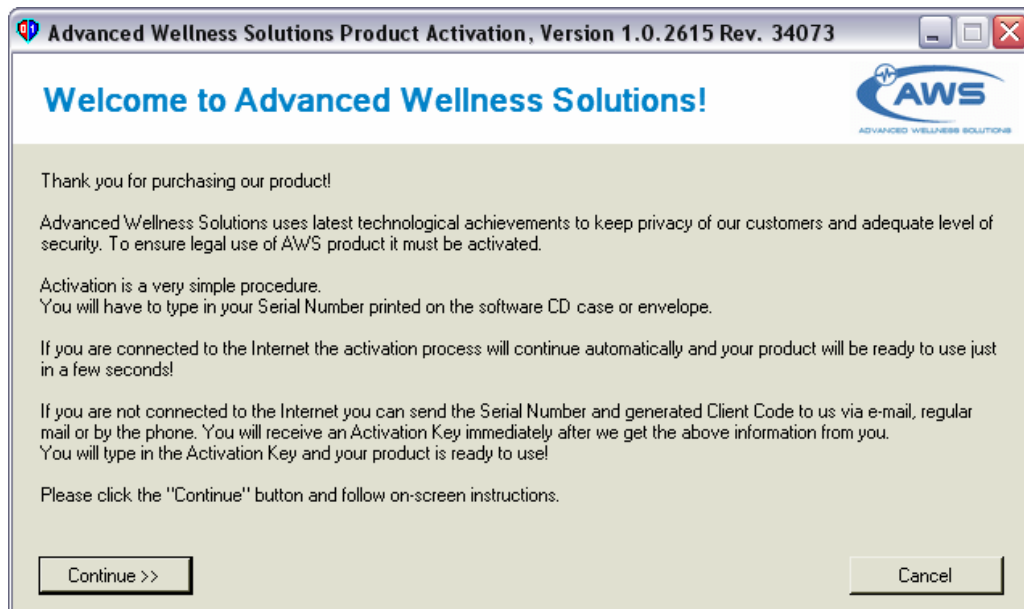 Advanced Wellness Solutions Product Activation, Version 1.0.2615 Rev. 34073
Welcome to Advanced Wellness Solutions!
AWS
ADVANCED WELLNESS SOLUTIONS
Thank you for purchasing our product!
Advanced Wellness Solutions uses latest technological achievements to keep privacy of our customers and adequate level of
security. To ensure legal use of AWS product it must be activated.
Activation is a very simple procedure.
You will have to type in your Serial Number printed on the software CD case or envelope.
If you are connected to the Internet the activation process will continue automatically and your product will be ready to use just
in a few seconds!
If you are not connected to the Internet you can send the Serial Number and generated Client Code to us via e-mail, regular
mail or by the phone. You will receive an Activation Key immediately after we get the above information from you.
You will type in the Activation Key and your product is ready to use!
Please click the "Continue" button and follow on-screen instructions.
Continue >>
Cancel